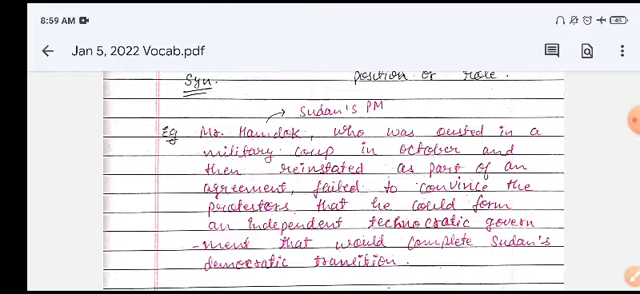 8:59 AM
45
Jan 5, 2022 Vocab.pdf
Syn. position or role.
→ Sudan's PM
Eg Mr. Hamdok, who was ousted in a
military coup in October and
then reinstated as part of an
agreement, failed to convince the
protestors that he could form
an independent technocratic govern
-ment that would complete Sudan's
democratic transition.